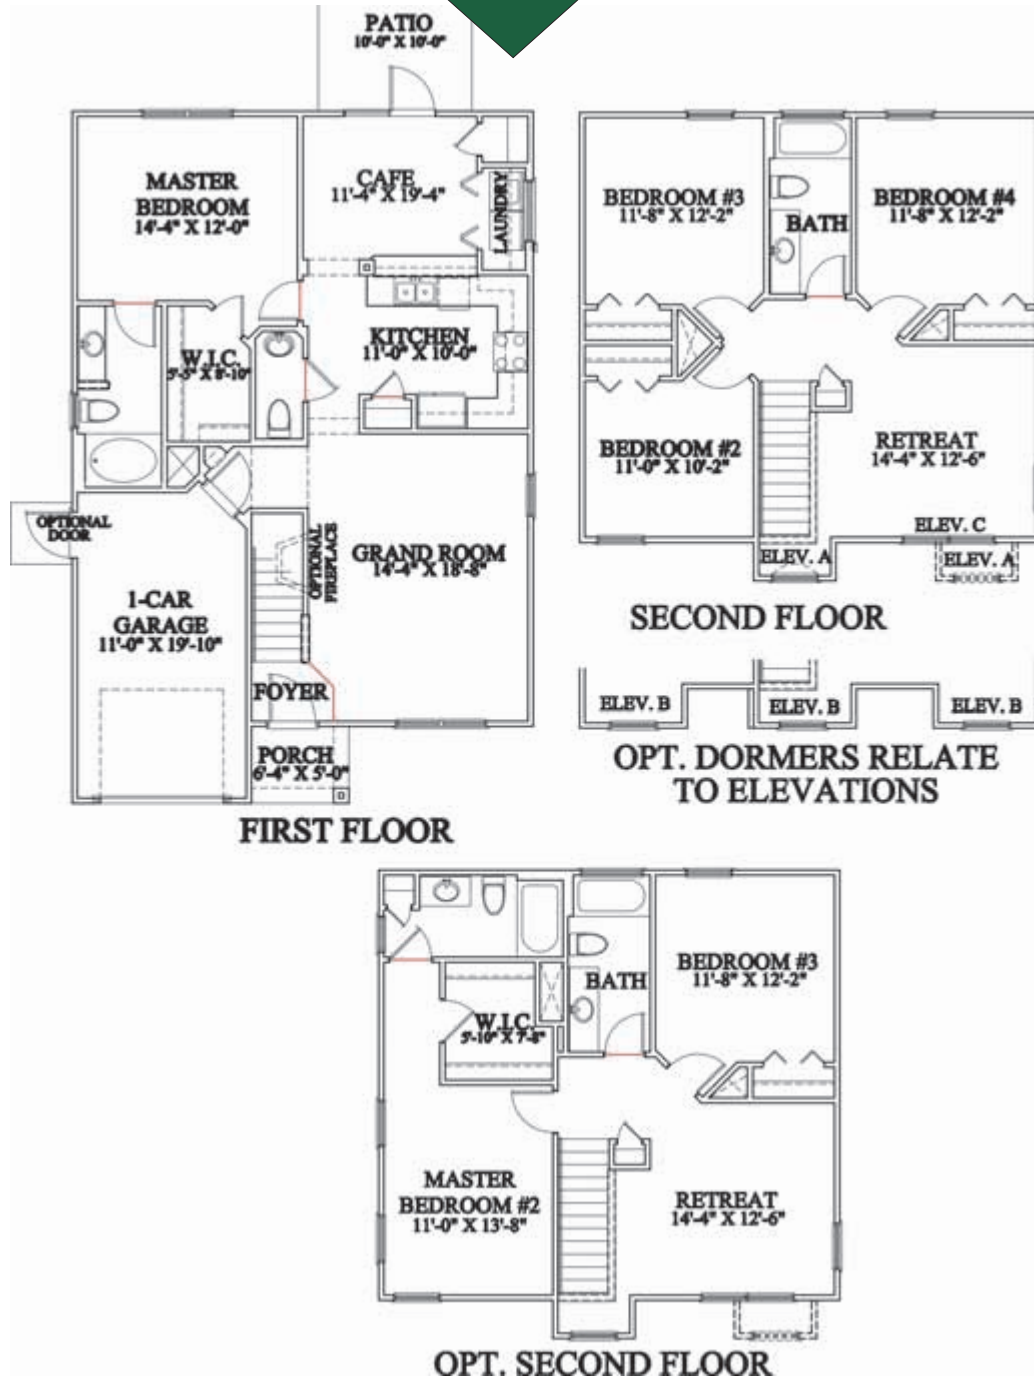 PATIO
10'-0" X 10'-0"
MASTER
BEDROOM
14'-4" X 12'-0"
CAFE
11'-4" X 19'-4"
LAUNDRY
KITCHEN
11'-0" X 10'-0"
W.I.C.
5'-5" X 8'-10"
OPTIONAL
DOOR
OPTIONAL
FIREPLACE
GRAND ROOM
14'-4" X 18'-8"
1-CAR
GARAGE
11'-0" X 19'-10"
FOYER
PORCH
6'-4" X 5'-0"
FIRST FLOOR
BEDROOM #3
11'-8" X 12'-2"
BATH
BEDROOM #4
11'-8" X 12'-2"
BEDROOM #2
11'-0" X 10'-2"
RETREAT
14'-4" X 12'-6"
ELEV. C
ELEV. A
ELEV. A
SECOND FLOOR
ELEV. B
ELEV. B
ELEV. B
OPT. DORMERS RELATE
TO ELEVATIONS
BATH
BEDROOM #3
11'-8" X 12'-2"
W.I.C.
5'-10" X 7'-8"
MASTER
BEDROOM #2
11'-0" X 13'-8"
RETREAT
14'-4" X 12'-6"
OPT. SECOND FLOOR